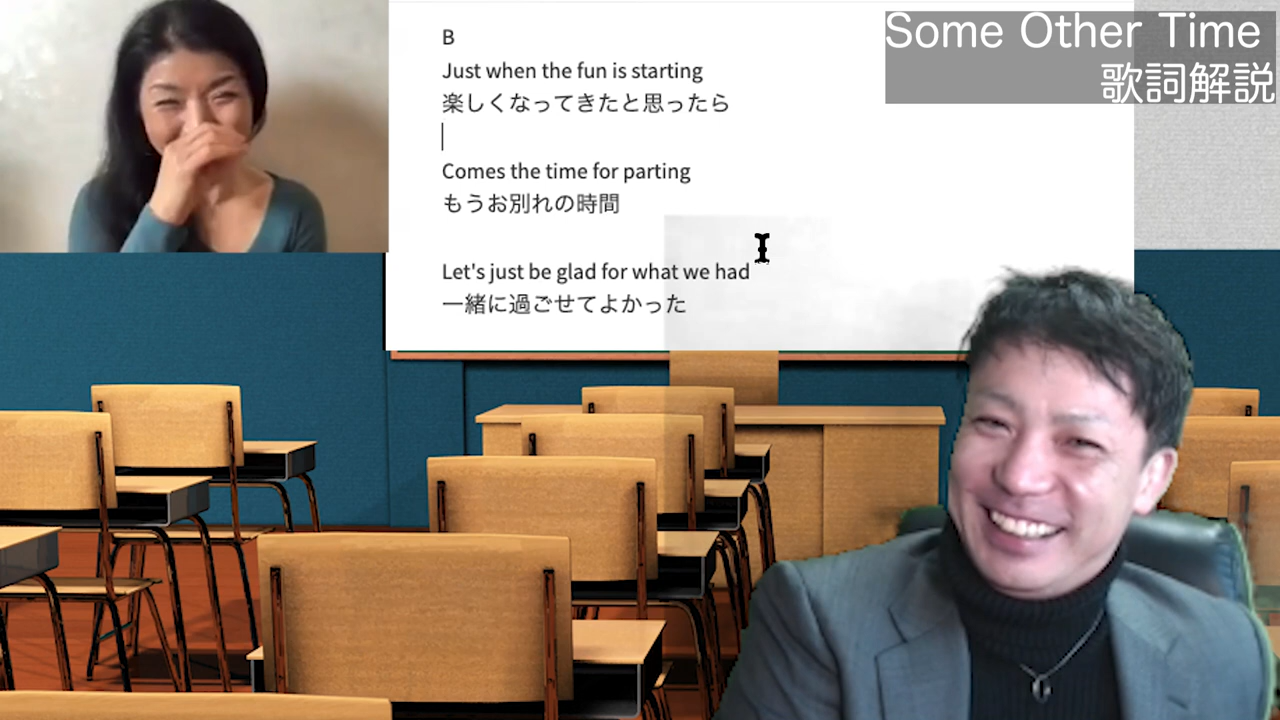 Some Other Time
歌詞解説
B
Just when the fun is starting
楽しくなってきたと思ったら
Comes the time for parting
もうお別れの時間
Let's just be glad for what we had
一緒に過ごせてよかった